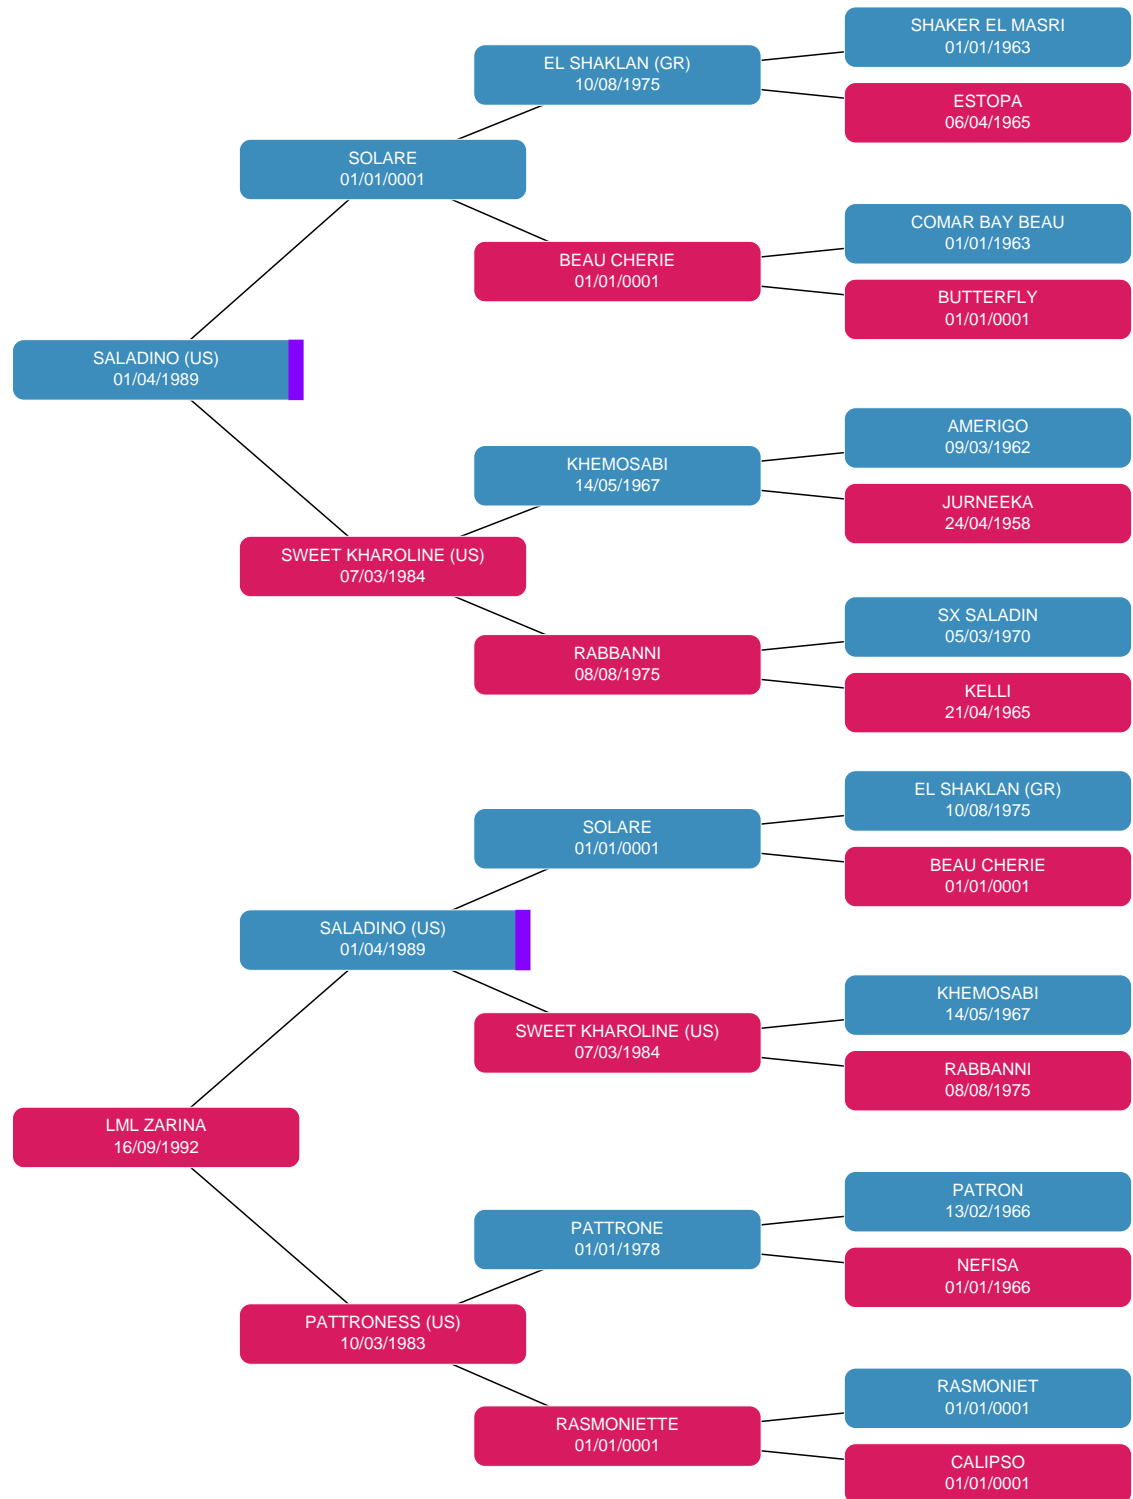 SHAKER EL MASRI
01/01/1963
EL SHAKLAN (GR)
10/08/1975
ESTOPA
06/04/1965
SOLARE
01/01/0001
COMAR BAY BEAU
01/01/1963
BEAU CHERIE
01/01/0001
BUTTERFLY
01/01/0001
SALADINO (US)
01/04/1989
AMERIGO
09/03/1962
KHEMOSABI
14/05/1967
JURNEEKA
24/04/1958
SWEET KHAROLINE (US)
07/03/1984
SX SALADIN
05/03/1970
RABBANNI
08/08/1975
KELLI
21/04/1965
EL SHAKLAN (GR)
10/08/1975
SOLARE
01/01/0001
BEAU CHERIE
01/01/0001
SALADINO (US)
01/04/1989
KHEMOSABI
14/05/1967
SWEET KHAROLINE (US)
07/03/1984
RABBANNI
08/08/1975
LML ZARINA
16/09/1992
PATRON
13/02/1966
PATTRONE
01/01/1978
NEFISA
01/01/1966
PATTRONESS (US)
10/03/1983
RASMONIET
01/01/0001
RASMONIETTE
01/01/0001
CALIPSO
01/01/0001